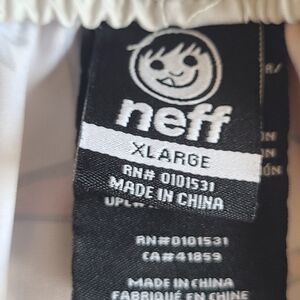 neff
XLARGE
RN# 0101531
MADE IN CHINA
RN#0101531
CA#41859
MADE IN CHINA
FABRIQUÉ EN CHINE